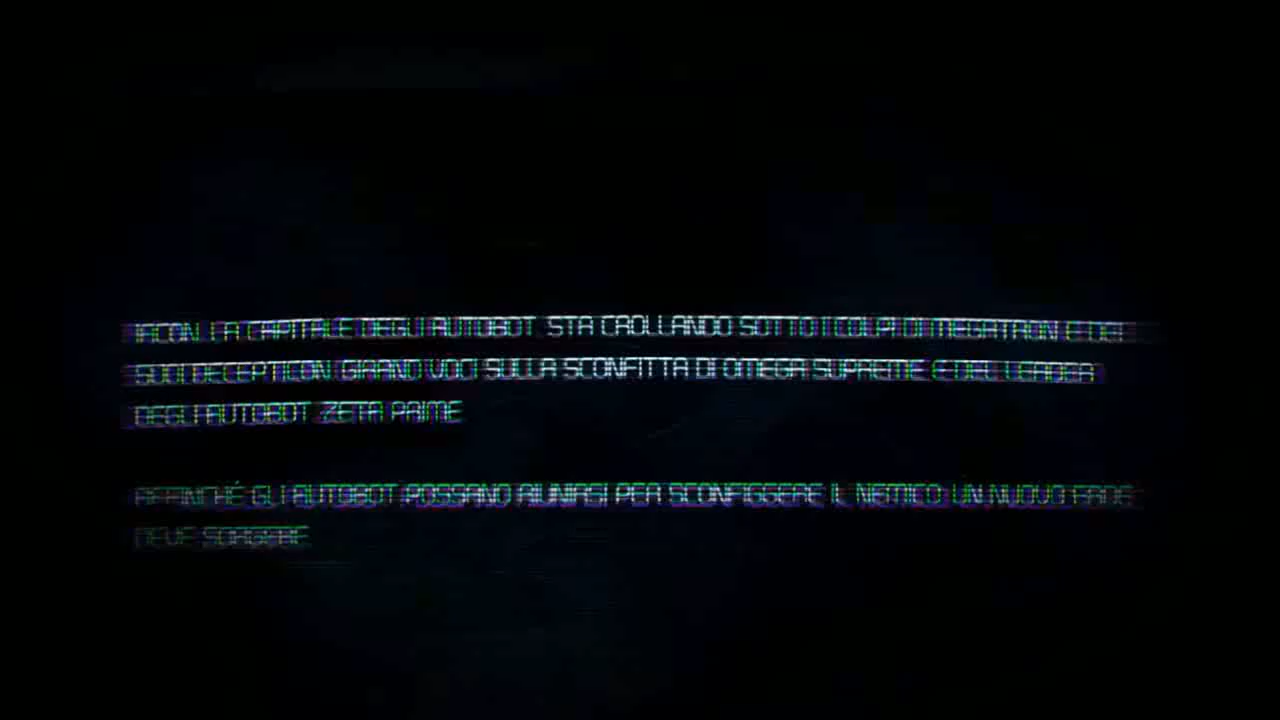 IACON, LA CAPITALE DEGLI AUTOBOT, STA CROLLANDO SOTTO I COLPI DI MEGATRON E DEI
SUOI DECEPTICON. GIRANO VOCI SULLA SCONFITTA DI OMEGA SUPREME E DEL LEADER
DEGLI AUTOBOT ZETA PRIME
AFFINCHÉ GLI AUTOBOT POSSANO RIUNIRSI PER SCONFIGGERE IL NEMICO, UN NUOVO EROE
DEVE SORGERE